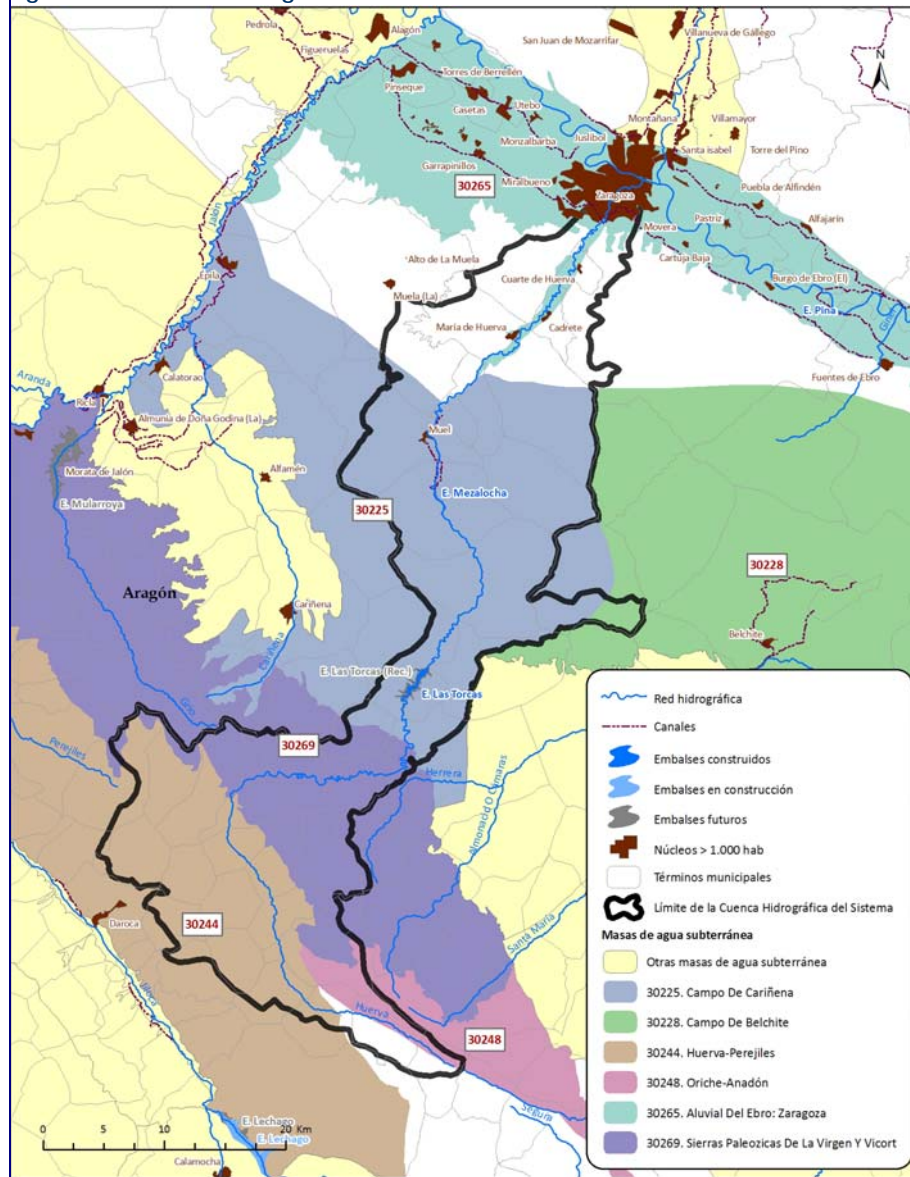 Pedrola
Alagón
Figueruelas
San Juan de Mozarrifar
Villanueva de Gállego
N
Torres de Berrellén
Pinseque
Casetas
Utebo
Monzalbarba
Juslibol
Montañana
Villamayor
Santa isabel
Torre del Pino
Garrapinillos
30265
Miralbueno
Zaragoza
Puebla de Alfindén
Pastriz
Alfajarín
Movera
Cartuja Baja
Burgo de Ebro (El)
E. Pina
Fuentes de Ebro
Jalón
Épila
Alto de La Muela
Muela (La)
Cuarte de Huerva
María de Huerva
Cadrete
Calatorao
Aranda
Ricla
Almunia de Doña Godina (La)
Morata de Jalón
E. Mularroya
Alfamén
Muel
E. Mezalocha
30225
30228
Belchite
Aragón
Cariñena
Cariñena
E. Las Torcas (Rec.)
E. Las Torcas
Grío
30269
Perejiles
Herrera
Almonacid O Cámaras
Santa María
Daroca
30244
Jiloca
Huerva
30248
Segura
E. Lechago
E. Lechago
Calamocha
0 5 10 20 Km
Red hidrográfica
Canales
Embalses construidos
Embalses en construcción
Embalses futuros
Núcleos > 1.000 hab
Términos municipales
Límite de la Cuenca Hidrográfica del Sistema
Masas de agua subterránea
Otras masas de agua subterránea
30225. Campo De Cariñena
30228. Campo De Belchite
30244. Huerva-Perejiles
30248. Oriche-Anadón
30265. Aluvial Del Ebro: Zaragoza
30269. Sierras Paleozicas De La Virgen Y Vicort